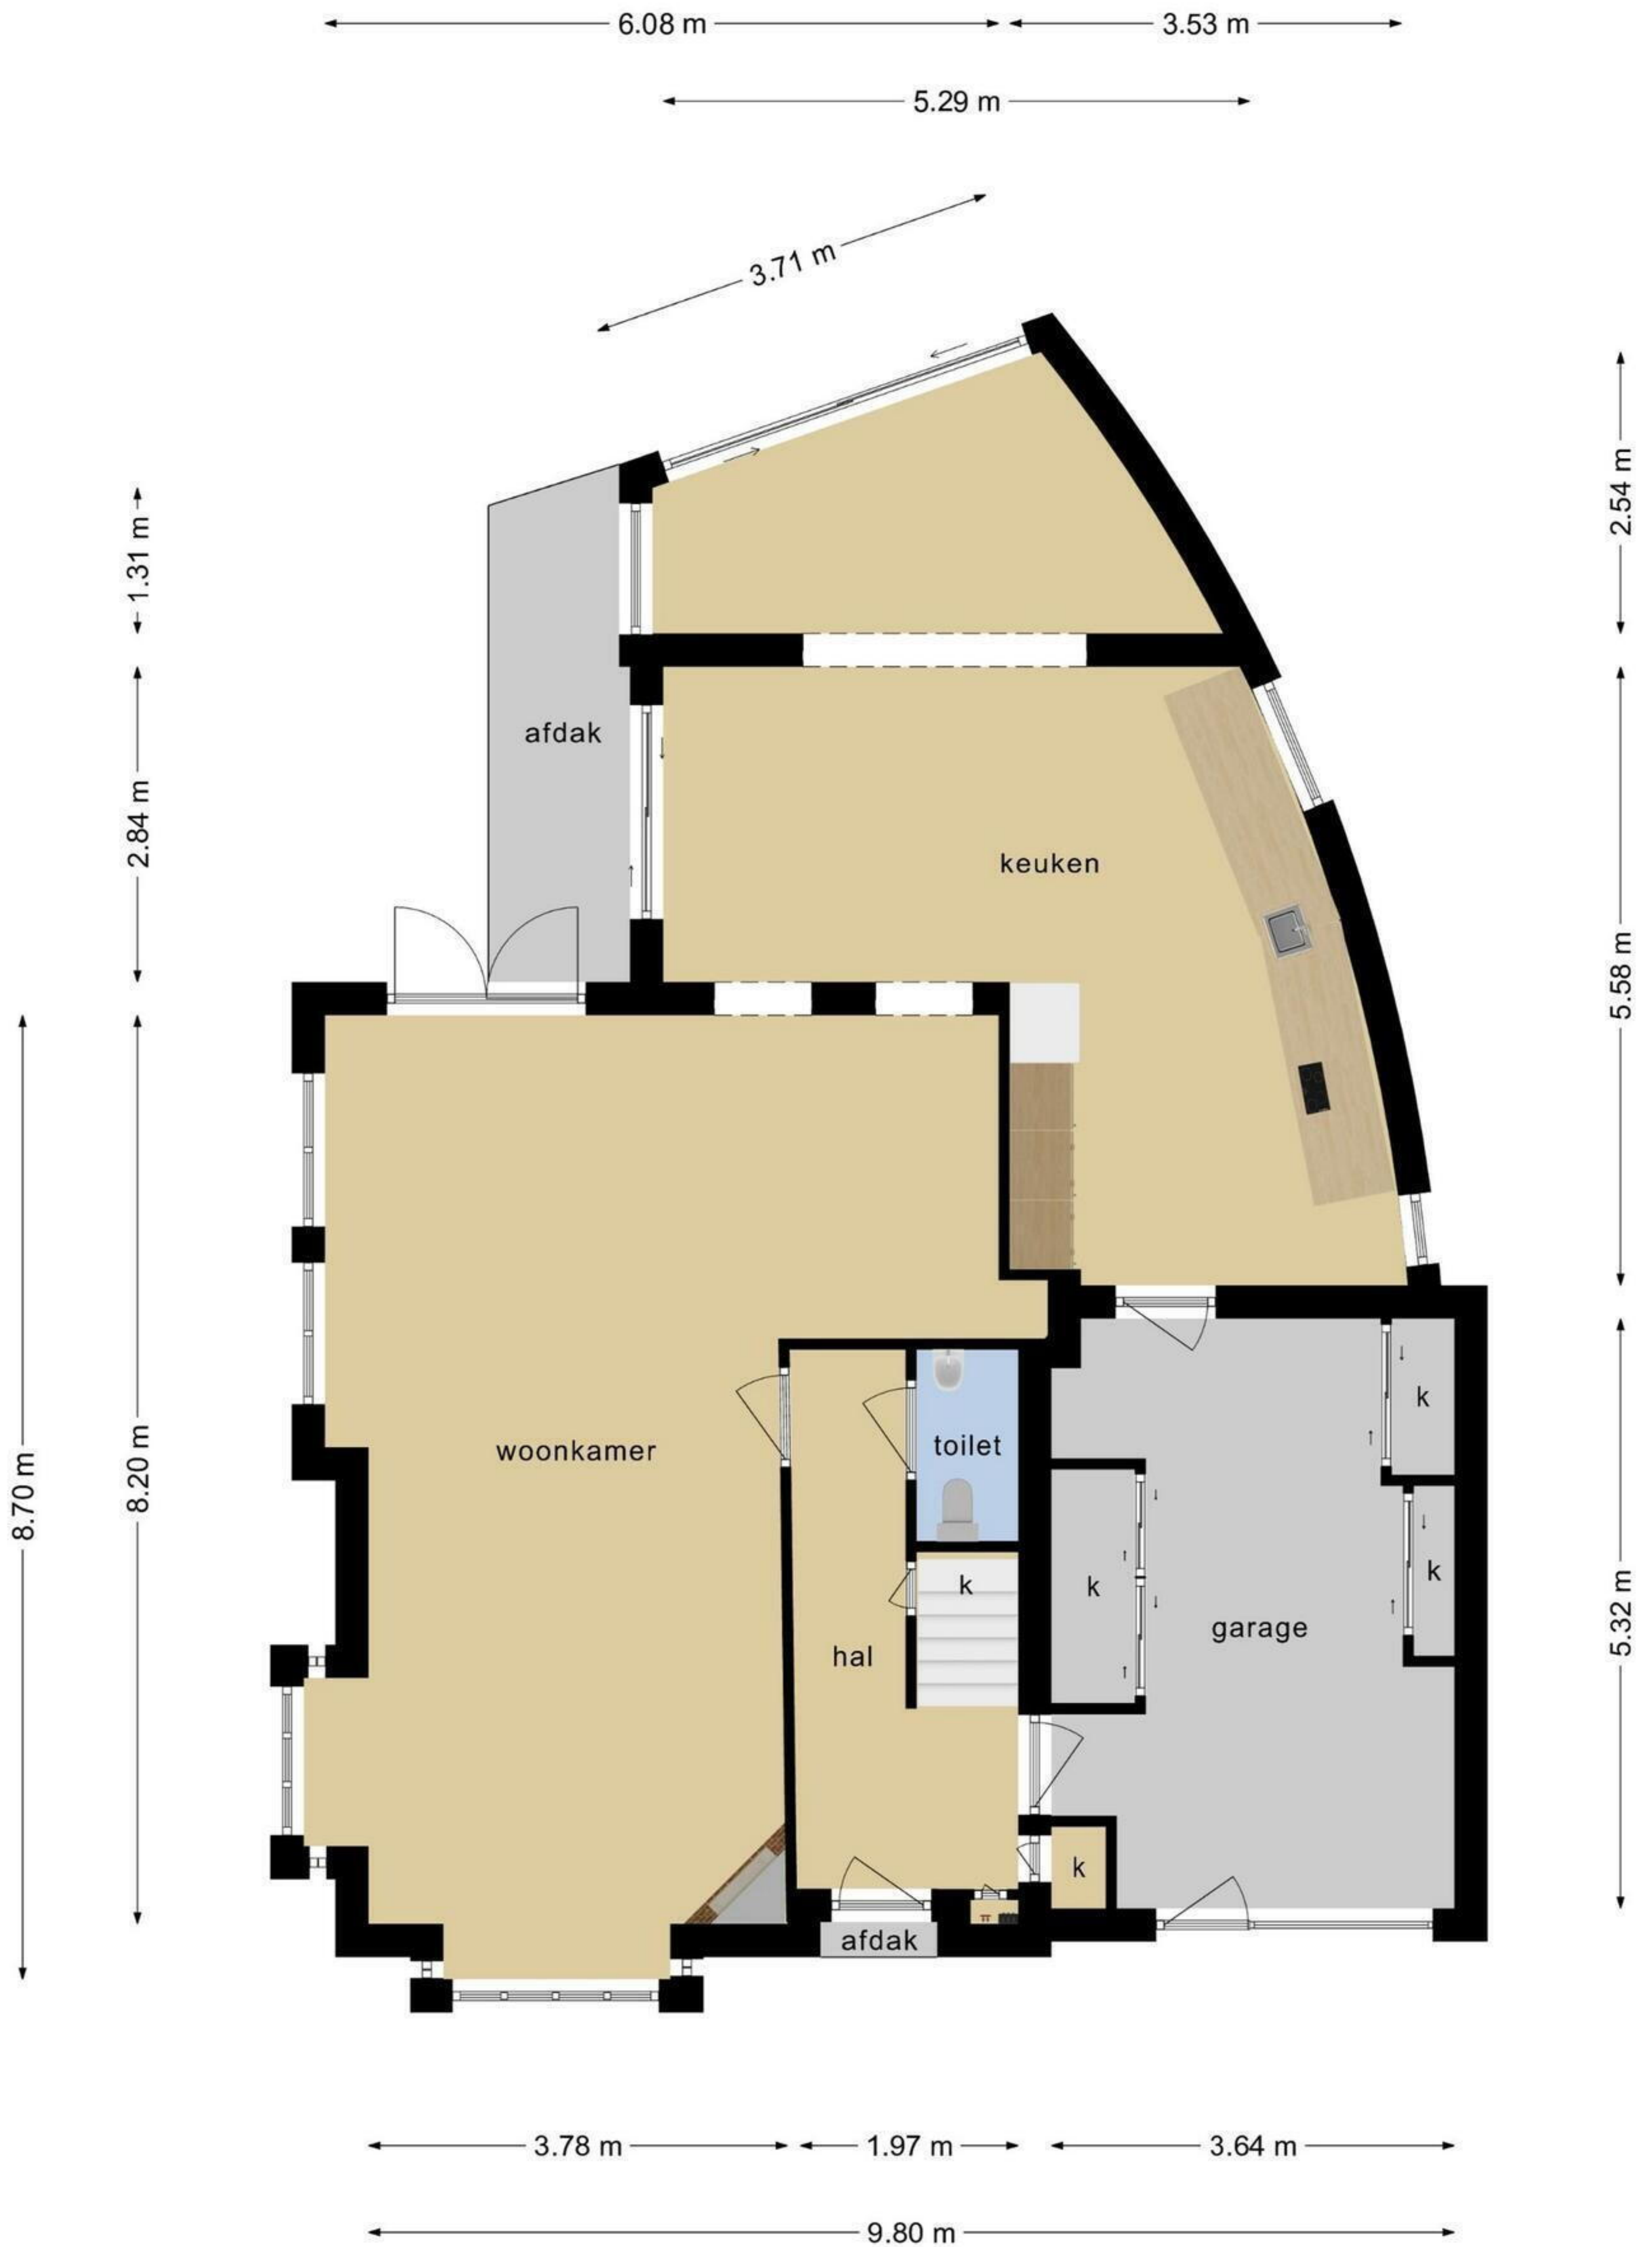 6.08 m
3.53 m
5.29 m
3.71 m
2.54 m
1.31 m
afdak
2.84 m
keuken
5.58 m
k
woonkamer
toilet
8.70 m
8.20 m
k
k
k
garage
5.32 m
hal
k
afdak
3.78 m
1.97 m
3.64 m
9.80 m